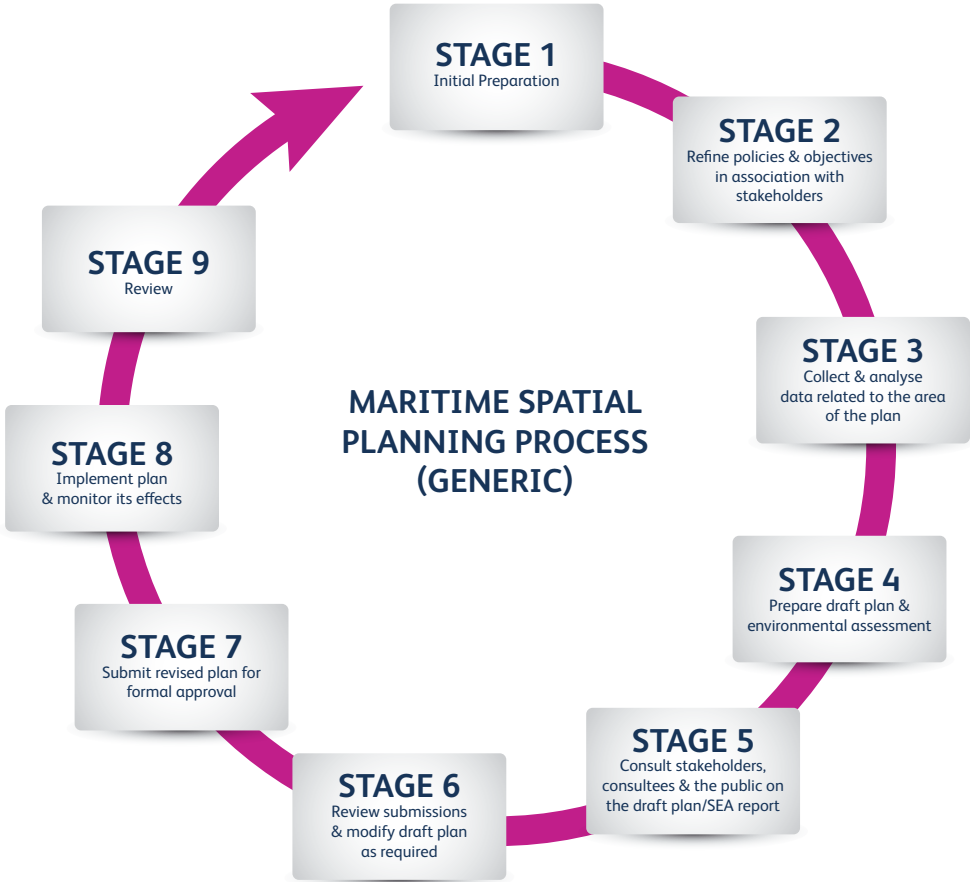 STAGE 1
Initial Preparation
STAGE 2
Refine policies & objectives
in association with
stakeholders
STAGE 3
Collect & analyse
data related to the area
of the plan
STAGE 4
Prepare draft plan &
environmental assessment
STAGE 5
Consult stakeholders,
consultees & the public on
the draft plan/SEA report
STAGE 6
Review submissions
& modify draft plan
as required
STAGE 7
Submit revised plan for
formal approval
STAGE 8
Implement plan
& monitor its effects
STAGE 9
Review
MARITIME SPATIAL
PLANNING PROCESS
(GENERIC)